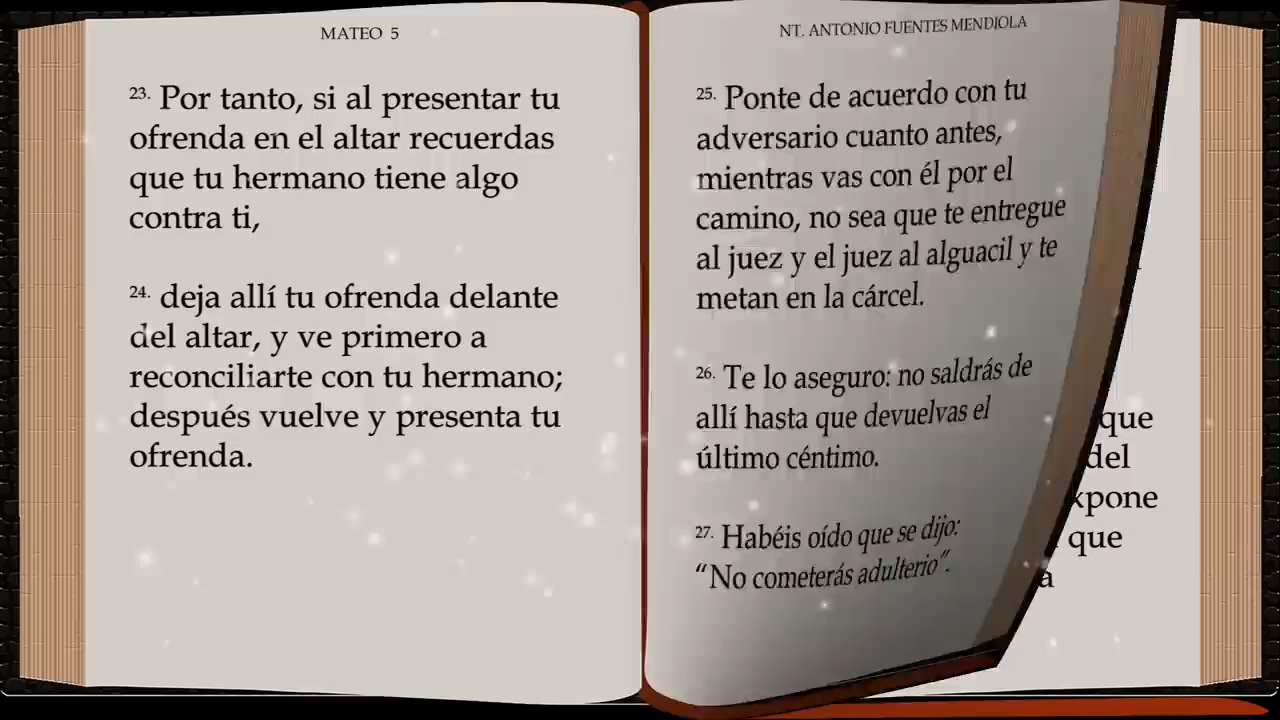 MATEO 5
23. Por tanto, si al presentar tu
ofrenda en el altar recuerdas
que tu hermano tiene algo
contra ti,
24. deja allí tu ofrenda delante
del altar, y ve primero a
reconciliarte con tu hermano;
después vuelve y presenta tu
ofrenda.
NT. ANTONIO FUENTES MENDIOLA
25. Ponte de acuerdo con tu
adversario cuanto antes,
mientras vas con él por el
camino, no sea que te entregue
al juez y el juez al alguacil y te
metan en la cárcel.
26. Te lo aseguro: no saldrás de
allí hasta que devuelvas el
último céntimo.
27. Habéis oído que se dijo:
“No cometerás adulterio”.
que
del
que